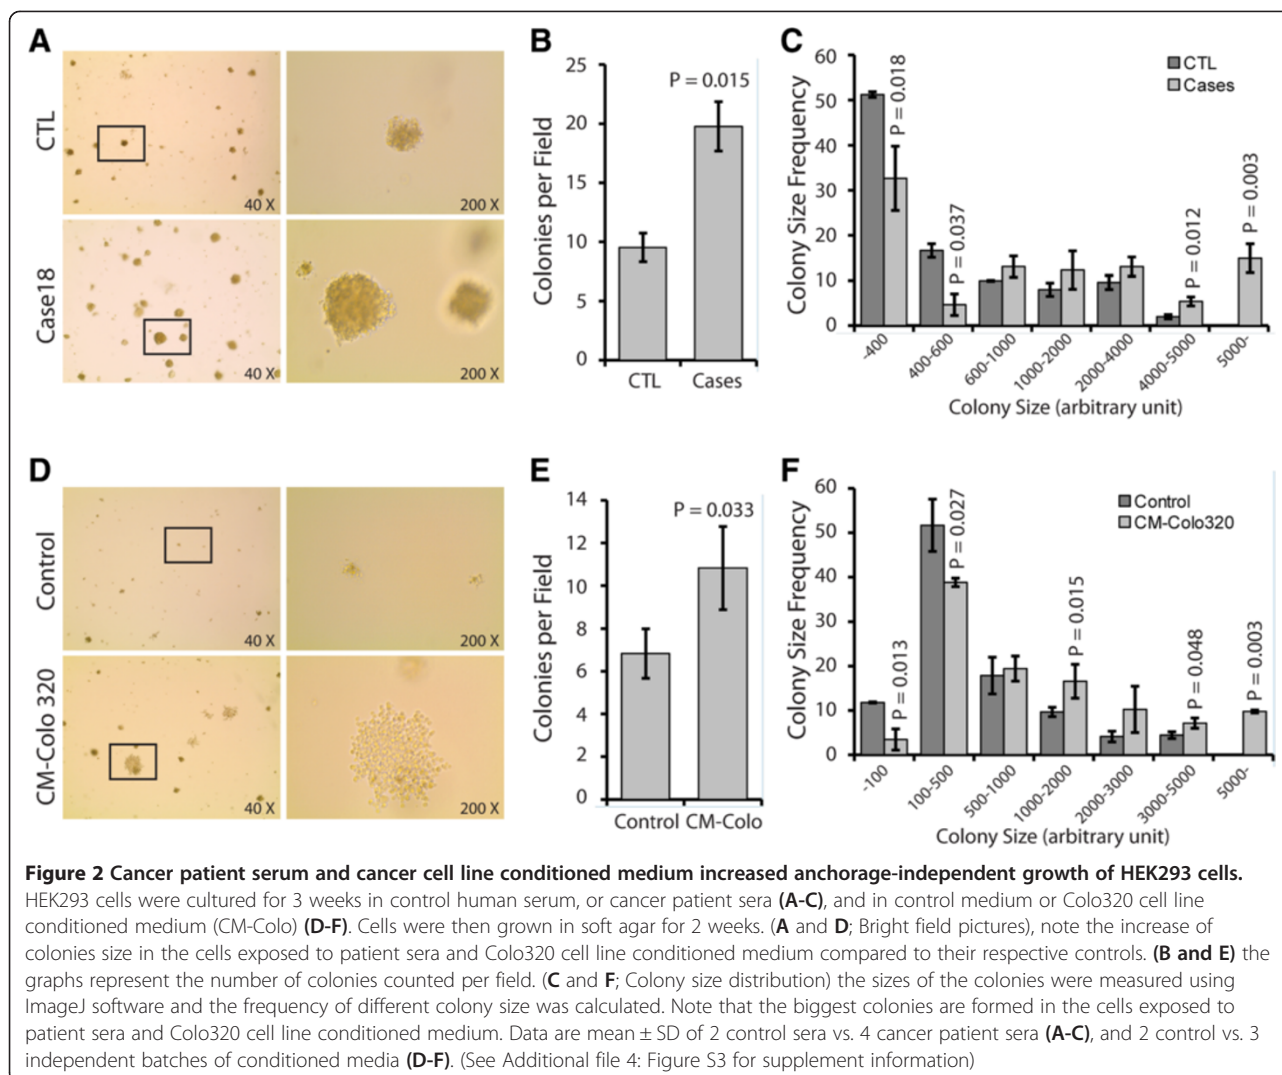 A
CTL
40 X
200 X
Case18
40 X
200 X
B
Colonies per Field
25
20
15
10
5
0
P = 0.015
CTL
Cases
C
Colony Size Frequency
60
50
40
30
20
10
0
CTL
Cases
P = 0.018
P = 0.037
P = 0.012
P = 0.003
-400
400-600
600-1000
1000-2000
2000-4000
4000-5000
5000-
Colony Size (arbitrary unit)
D
Control
40 X
200 X
CM-Colo 320
40 X
200 X
E
Colonies per Field
14
12
10
8
6
4
2
0
P = 0.033
Control CM-Colo
F
Colony Size Frequency
60
50
40
30
20
10
0
Control
CM-Colo320
P = 0.013
P = 0.027
P = 0.015
P = 0.048
P = 0.003
-100
100-500
500-1000
1000-2000
2000-3000
3000-5000
5000-
Colony Size (arbitrary unit)
Figure 2 Cancer patient serum and cancer cell line conditioned medium increased anchorage-independent growth of HEK293 cells.
HEK293 cells were cultured for 3 weeks in control human serum, or cancer patient sera (A-C), and in control medium or Colo320 cell line
conditioned medium (CM-Colo) (D-F). Cells were then grown in soft agar for 2 weeks. (A and D; Bright field pictures), note the increase of
colonies size in the cells exposed to patient sera and Colo320 cell line conditioned medium compared to their respective controls. (B and E) the
graphs represent the number of colonies counted per field. (C and F; Colony size distribution) the sizes of the colonies were measured using
ImageJ software and the frequency of different colony size was calculated. Note that the biggest colonies are formed in the cells exposed to
patient sera and Colo320 cell line conditioned medium. Data are mean ± SD of 2 control sera vs. 4 cancer patient sera (A-C), and 2 control vs. 3
independent batches of conditioned media (D-F). (See Additional file 4: Figure S3 for supplement information)